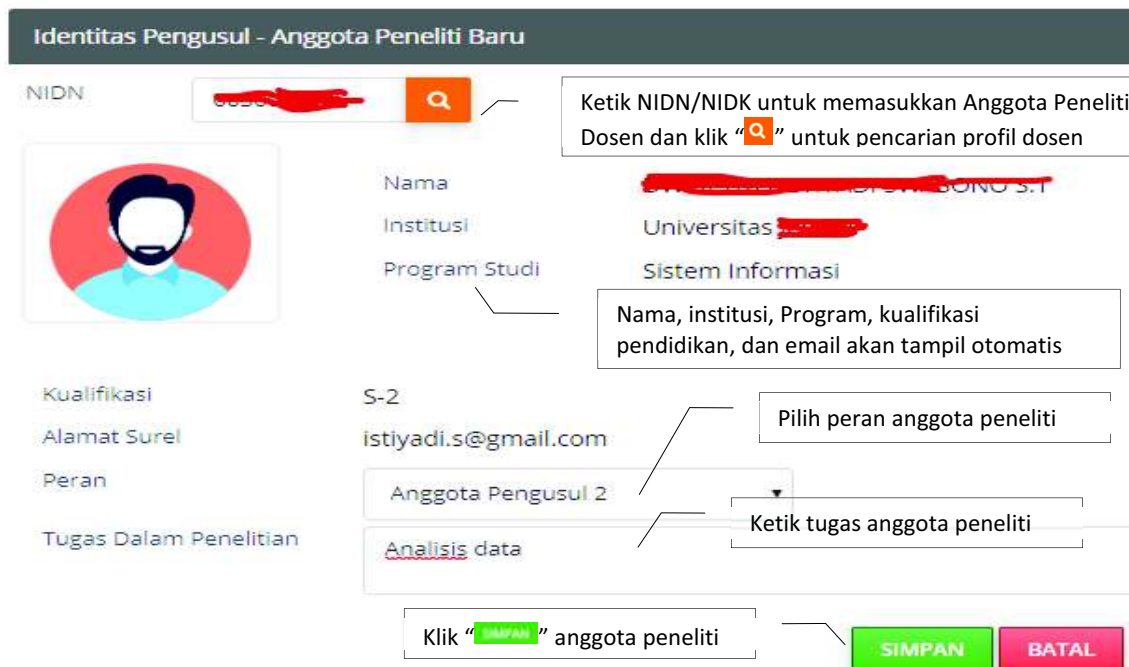 Identitas Pengusul - Anggota Peneliti Baru
NIDN
Ketik NIDN/NIDK untuk memasukkan Anggota Peneliti
Dosen dan klik “ ” untuk pencarian profil dosen
Nama S.T
Institusi Universitas
Program Studi Sistem Informasi
Nama, institusi, Program, kualifikasi
pendidikan, dan email akan tampil otomatis
Kualifikasi S-2
Pilih peran anggota peneliti
Alamat Surel istiyadi.s@gmail.com
Peran Anggota Pengusul 2
Ketik tugas anggota peneliti
Tugas Dalam Penelitian Analisis data
Klik “SIMPAN” anggota peneliti
SIMPAN BATAL